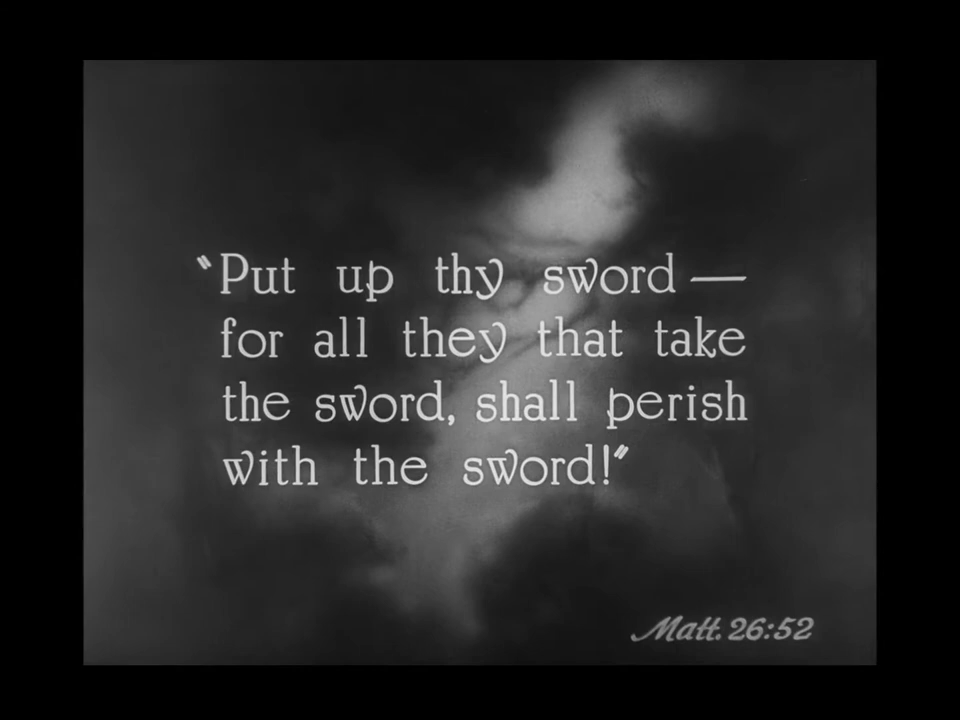 "Put up thy sword —
for all they that take
the sword, shall perish
with the sword!"
Matt. 26:52